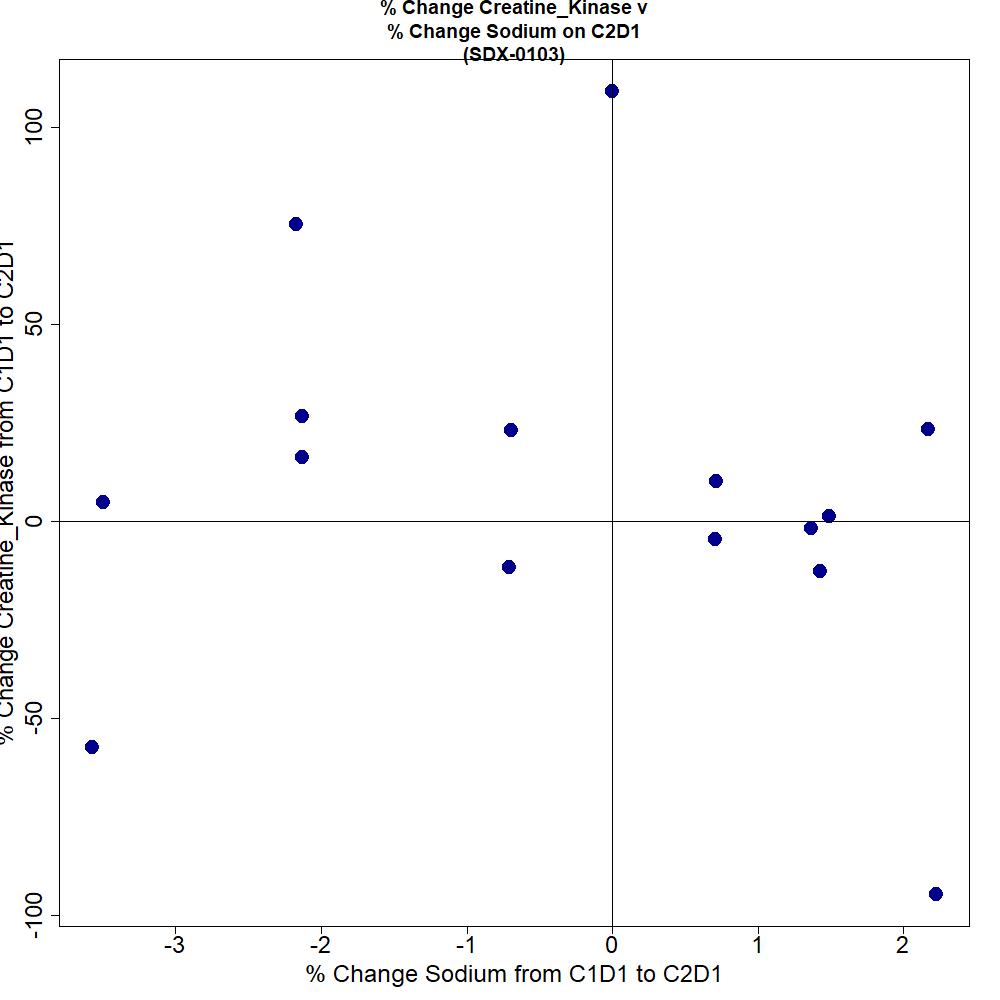 % Change Creatine_Kinase v
% Change Sodium on C2D1
(SDX-0103)
% Change Creatine_Kinase from C1D1 to C2D1
100
50
0
-50
-100
-3
-2
-1
0
1
2
% Change Sodium from C1D1 to C2D1